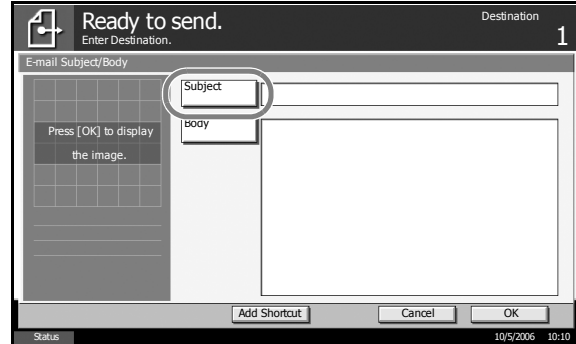 Ready to send.
Enter Destination.
Destination
1
E-mail Subject/Body
Subject
Body
Press [OK] to display
the image.
Add Shortcut
Cancel
OK
Status
10/5/2006 10:10